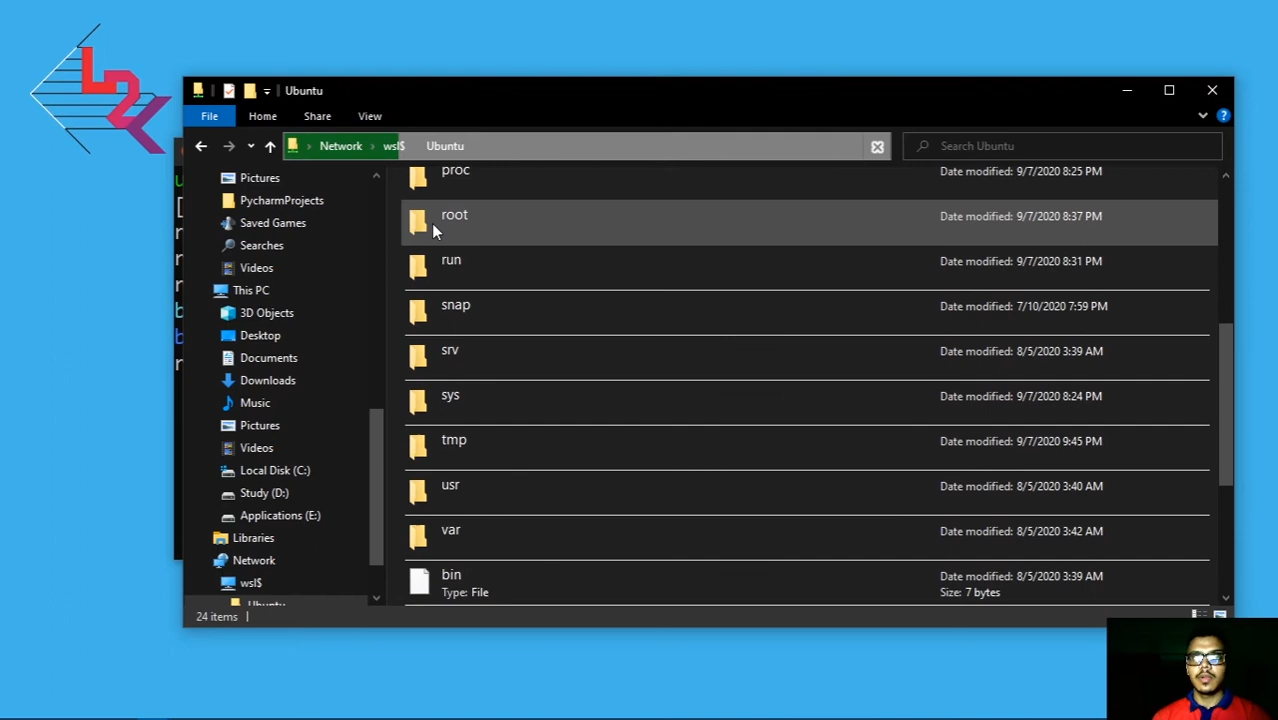 Ubuntu
File Home Share View
Network wsl$ Ubuntu
Search Ubuntu
Pictures
PycharmProjects
Saved Games
Searches
Videos
This PC
3D Objects
Desktop
Documents
Downloads
Music
Pictures
Videos
Local Disk (C:)
Study (D:)
Applications (E:)
Libraries
Network
wsl$
Ubuntu
proc Date modified: 9/7/2020 8:25 PM
root Date modified: 9/7/2020 8:37 PM
run Date modified: 9/7/2020 8:31 PM
snap Date modified: 7/10/2020 7:59 PM
srv Date modified: 8/5/2020 3:39 AM
sys Date modified: 9/7/2020 8:24 PM
tmp Date modified: 9/7/2020 9:45 PM
usr Date modified: 8/5/2020 3:40 AM
var Date modified: 8/5/2020 3:42 AM
bin Date modified: 8/5/2020 3:39 AM
Type: File Size: 7 bytes
24 items